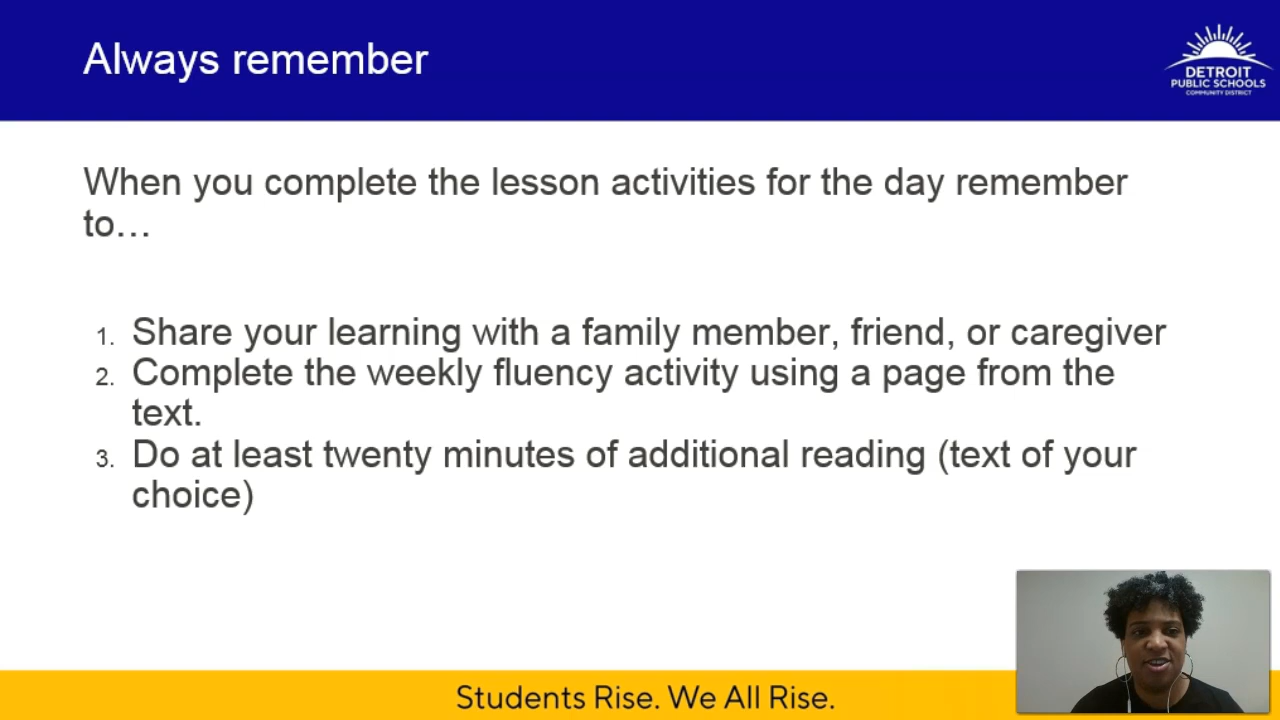 Always remember
DETROIT
PUBLIC SCHOOLS
COMMUNITY DISTRICT
When you complete the lesson activities for the day remember
to…
1. Share your learning with a family member, friend, or caregiver
2. Complete the weekly fluency activity using a page from the
text.
3. Do at least twenty minutes of additional reading (text of your
choice)
Students Rise. We All Rise.